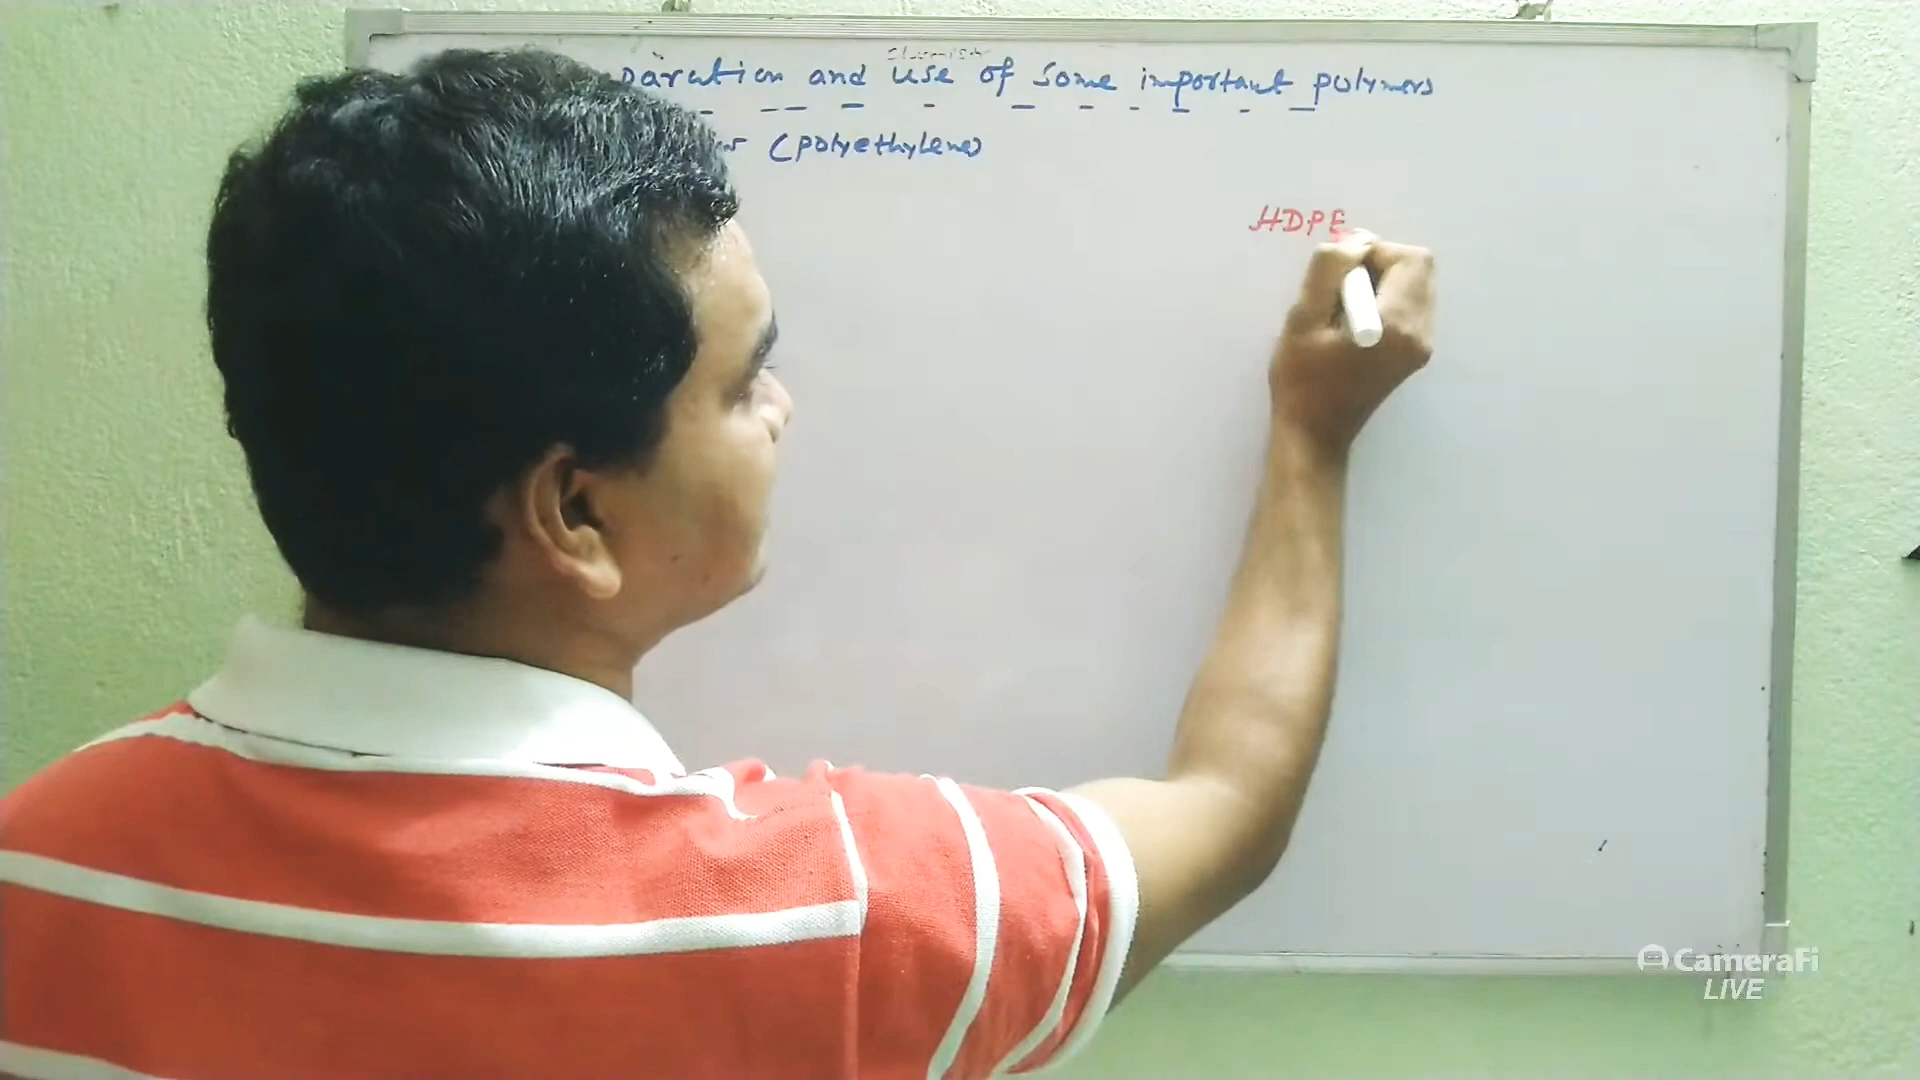 paration and use of some important polymers
(polyethylene)
HDPE
CameraFi
LIVE